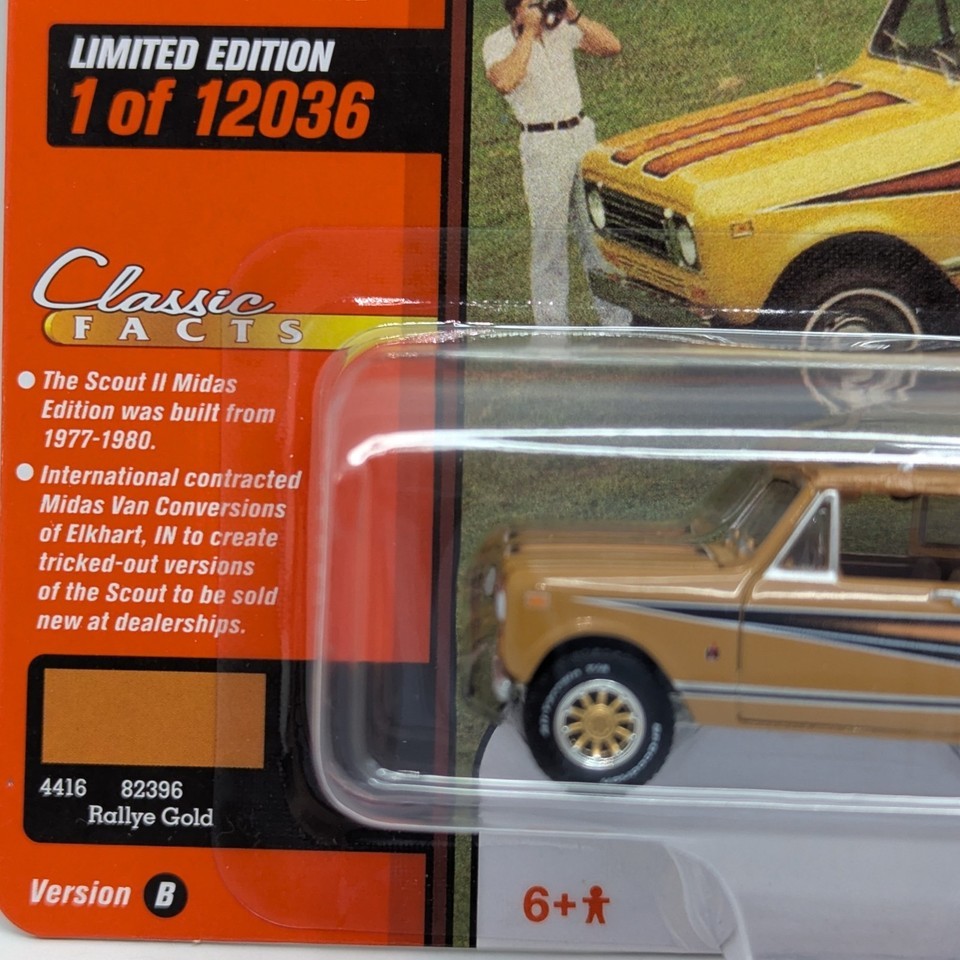 LIMITED EDITION
1 of 12036
Classic
FACTS
The Scout II Midas
Edition was built from
1977-1980.
International contracted
Midas Van Conversions
of Elkhart, IN to create
tricked-out versions
of the Scout to be sold
new at dealerships.
4416 82396
Rallye Gold
Version B
6+